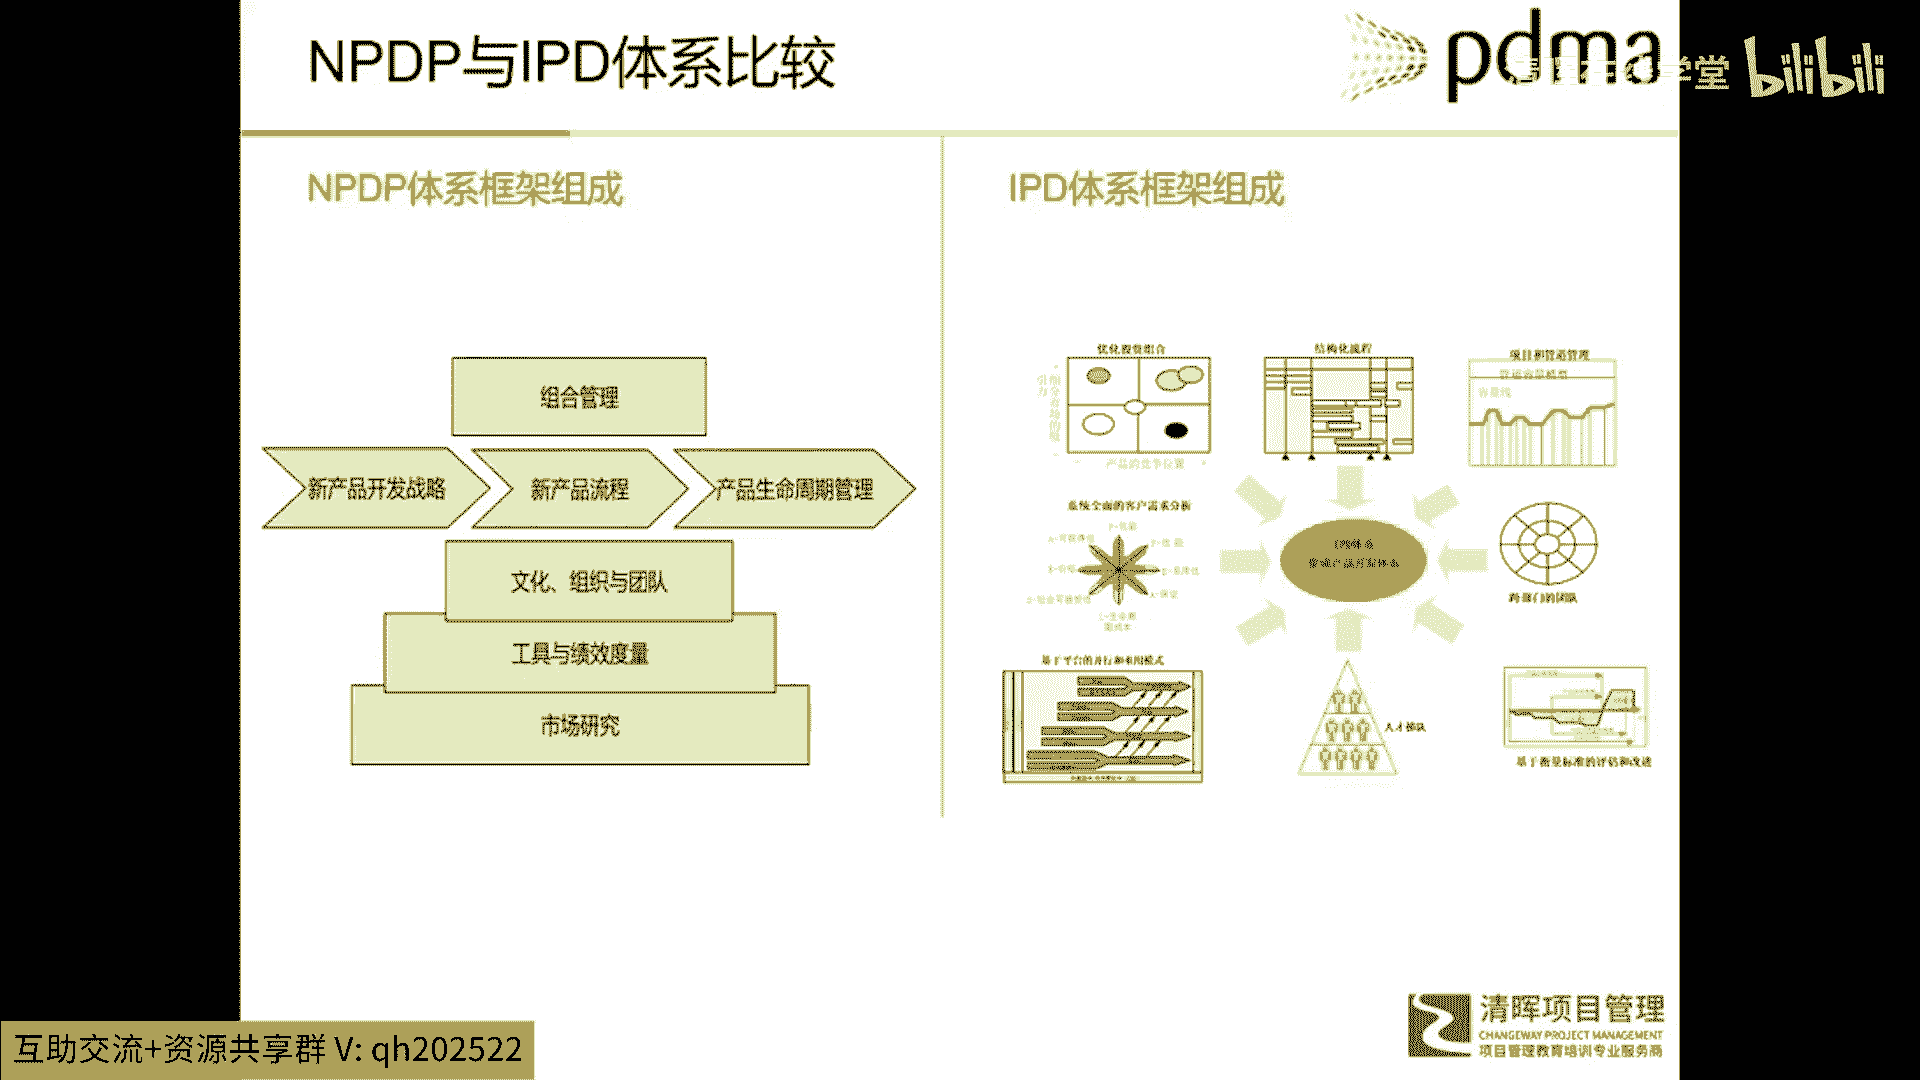 NPDP与IPD体系比较
pdma
学堂
bilibili
NPDP体系框架组成
组合管理
新产品开发战略
新产品流程
产品生命周期管理
文化、组织与团队
工具与绩效度量
市场研究
IPD体系框架组成
优化投资组合
结构化流程
项目和管道管理
产品的竞争位置
系统全面的客户需求分析
跨部门的团队
基于平台的并行和重用模式
人才梯队
基于衡量标准的评估和改进
清晖项目管理
CHANGEWAY PROJECT MANAGEMENT
项目管理教育培训专业服务商
互助交流+资源共享群 V: qh202522